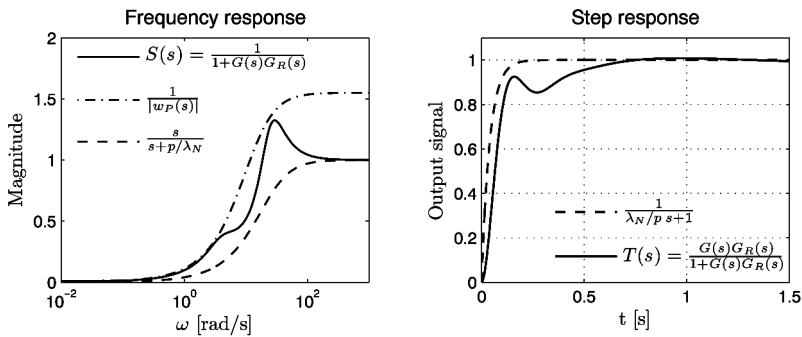 Frequency response
2
1.5
1
0.5
0
Magnitude
S(s) = 1/(1+G(s)G_R(s))
1/|w_P(s)|
s/(s+p/λ_N)
10^−2
10^0
10^2
ω [rad/s]
Step response
1
0.8
0.6
0.4
0.2
0
Output signal
1/(λ_N/p s+1)
T(s) = G(s)G_R(s)/(1+G(s)G_R(s))
0
0.5
1
1.5
t [s]